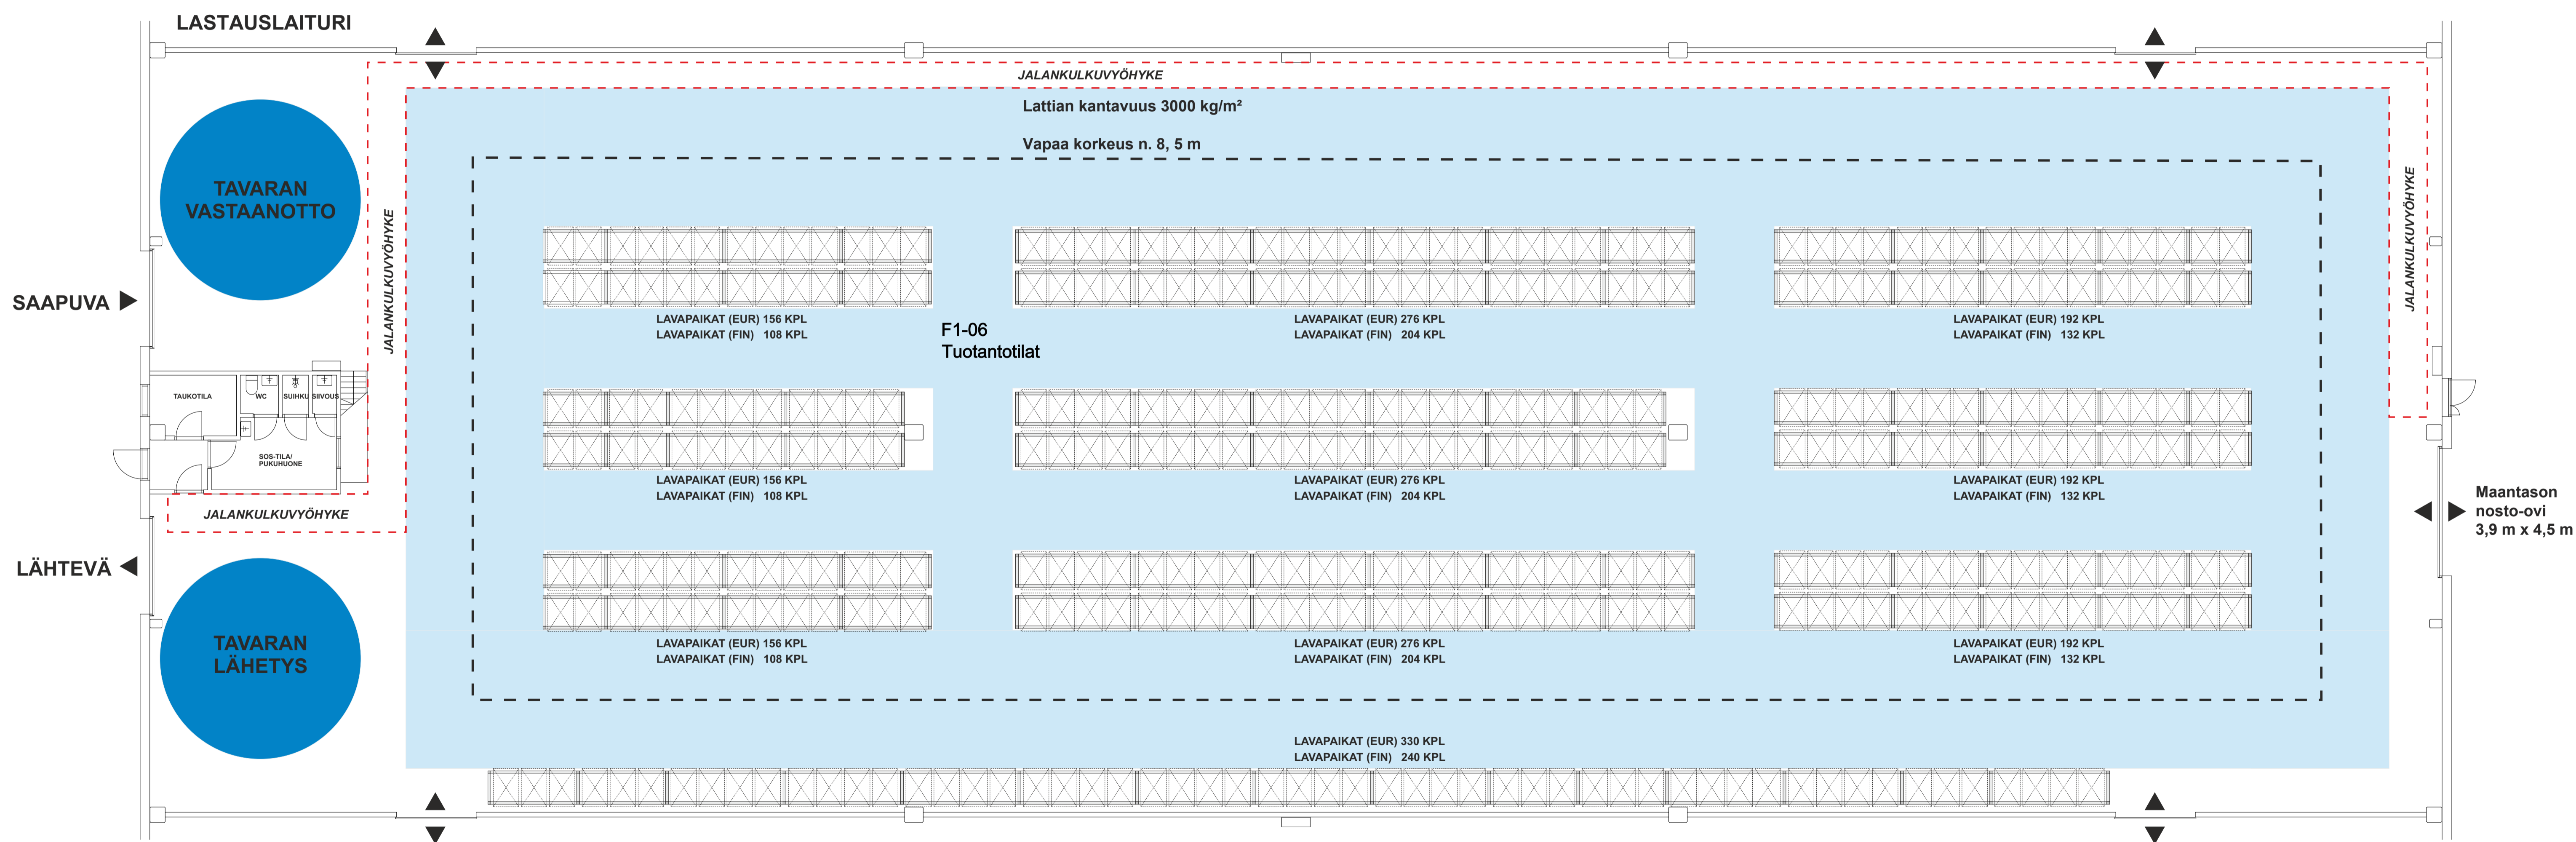 LASTAUSLAITURI
JALANKULKUVYÖHYKE
Lattian kantavuus 3000 kg/m²
Vapaa korkeus n. 8, 5 m
TAVARAN
VASTAANOTTO
JALANKULKUVYÖHYKE
JALANKULKUVYÖHYKE
SAAPUVA
LAVAPAIKAT (EUR) 156 KPL
LAVAPAIKAT (FIN) 108 KPL
F1-06
Tuotantotilat
LAVAPAIKAT (EUR) 276 KPL
LAVAPAIKAT (FIN) 204 KPL
LAVAPAIKAT (EUR) 192 KPL
LAVAPAIKAT (FIN) 132 KPL
TAUKOTILA
WC
SUIHKU
SIIVOUS
SOS-TILA/
PUKUHUONE
LAVAPAIKAT (EUR) 156 KPL
LAVAPAIKAT (FIN) 108 KPL
LAVAPAIKAT (EUR) 276 KPL
LAVAPAIKAT (FIN) 204 KPL
LAVAPAIKAT (EUR) 192 KPL
LAVAPAIKAT (FIN) 132 KPL
Maantason
nosto-ovi
3,9 m x 4,5 m
JALANKULKUVYÖHYKE
LÄHTEVÄ
TAVARAN
LÄHETYS
LAVAPAIKAT (EUR) 156 KPL
LAVAPAIKAT (FIN) 108 KPL
LAVAPAIKAT (EUR) 276 KPL
LAVAPAIKAT (FIN) 204 KPL
LAVAPAIKAT (EUR) 192 KPL
LAVAPAIKAT (FIN) 132 KPL
LAVAPAIKAT (EUR) 330 KPL
LAVAPAIKAT (FIN) 240 KPL